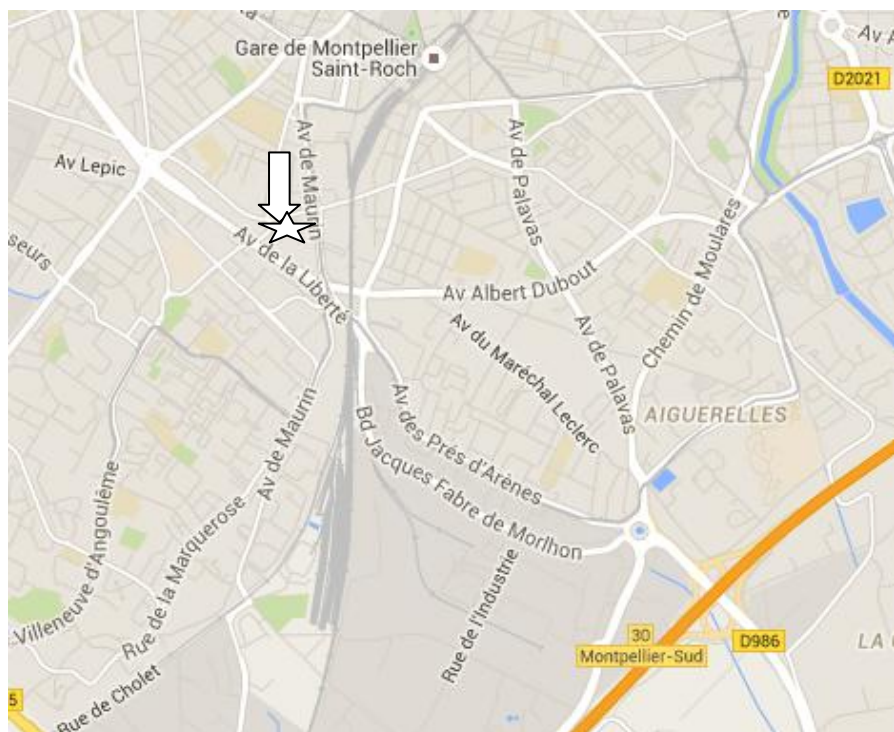 Gare de Montpellier
Saint-Roch
D2021
Av Lepic
Av de Maurin
Av de Palavas
seurs
Av de la Liberté
Av Albert Dubout
Chemin de Moulares
Av du Maréchal Leclerc
Av de Palavas
AIGUERELLES
Av des Prés d'Arènes
Bd Jacques Fabre de Morlhon
Av de Maurin
Rue de la Marquerose
Villeneuve d'Angoulême
Rue de l'Industrie
30
Montpellier-Sud
D986
Rue de Cholet
5